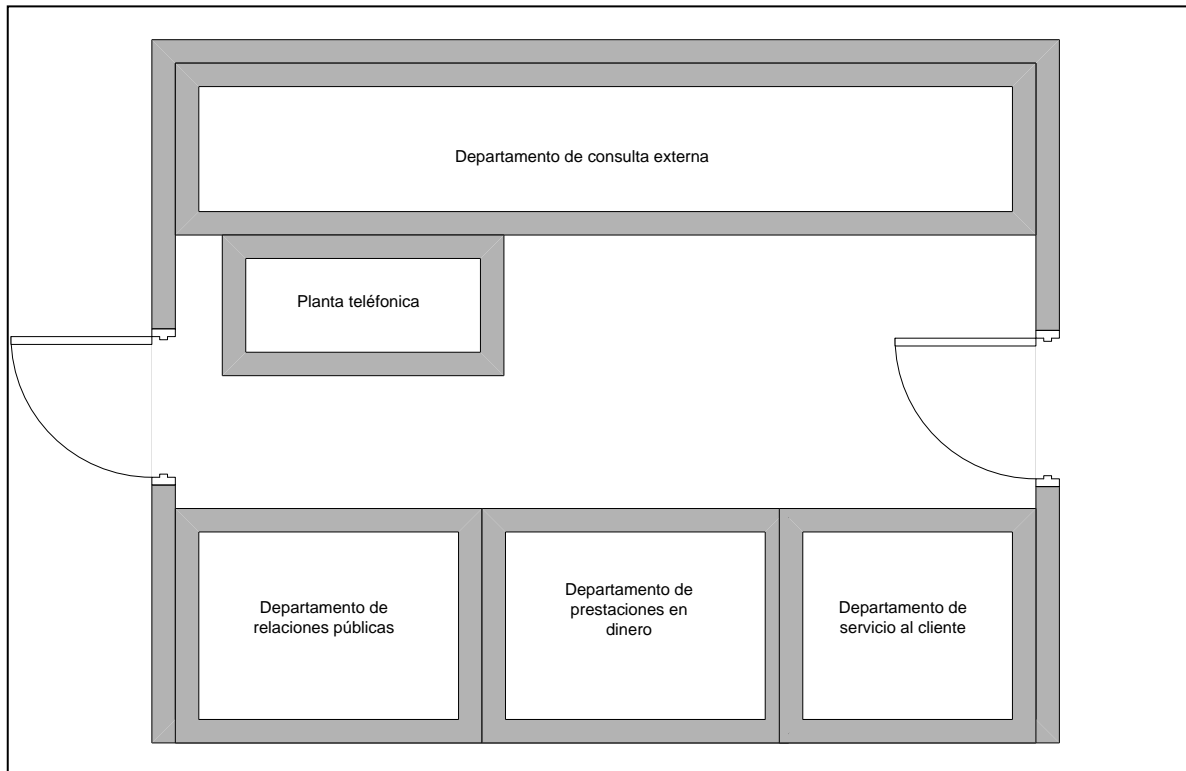 Departamento de consulta externa
Planta teléfonica
Departamento de
relaciones públicas
Departamento de
prestaciones en
dinero
Departamento de
servicio al cliente